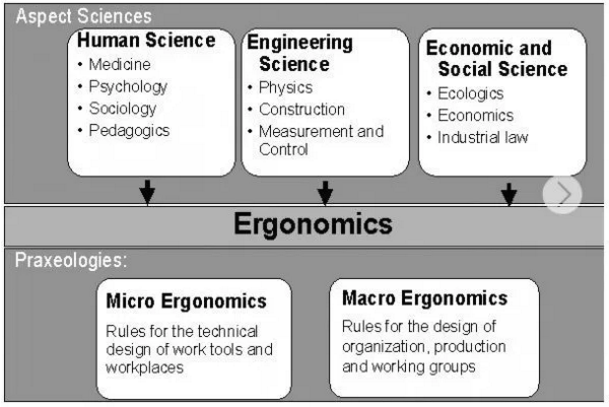 Aspect Sciences
Human Science
• Medicine
• Psychology
• Sociology
• Pedagogics
Engineering
Science
• Physics
• Construction
• Measurement and
Control
Economic and
Social Science
• Ecologics
• Economics
• Industrial law
Ergonomics
Praxeologies:
Micro Ergonomics
Rules for the technical
design of work tools and
workplaces
Macro Ergonomics
Rules for the design of
organization, production
and working groups